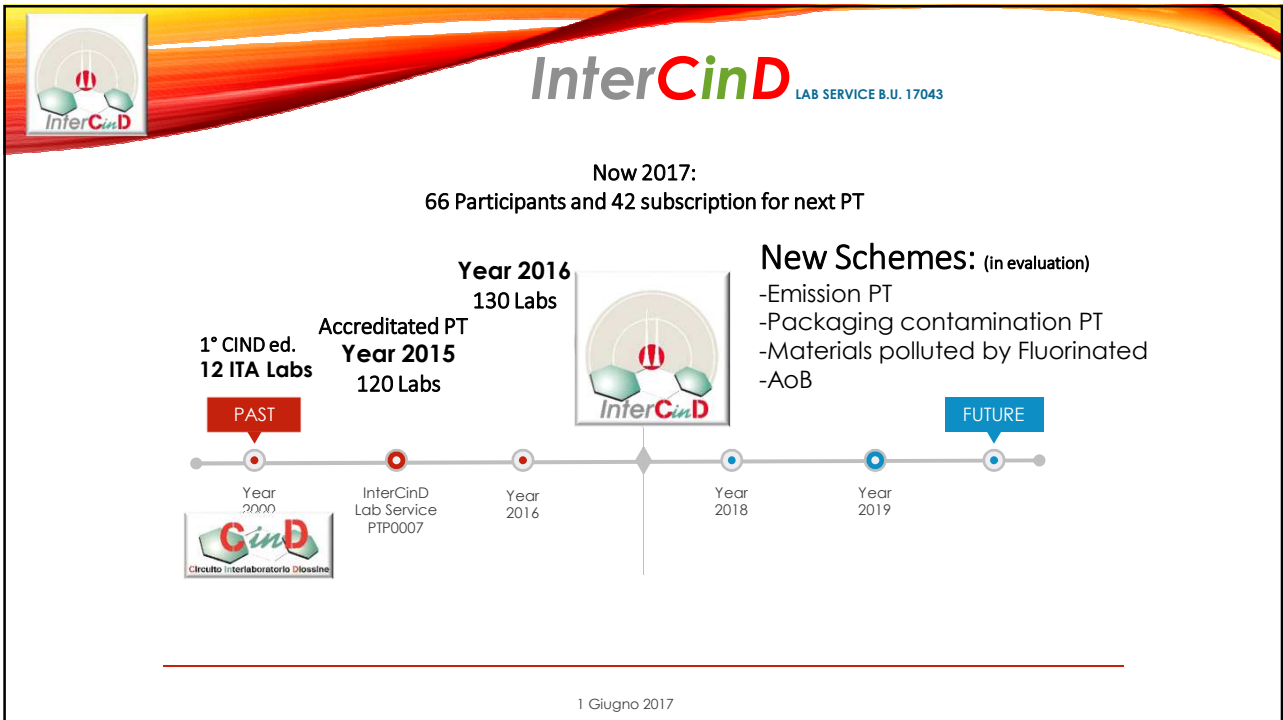 InterCinD
InterCinD LAB SERVICE B.U. 17043
Now 2017:
66 Participants and 42 subscription for next PT
1° CIND ed.
12 ITA Labs
Accreditated PT
Year 2015
120 Labs
Year 2016
130 Labs
InterCinD
New Schemes: (in evaluation)
-Emission PT
-Packaging contamination PT
-Materials polluted by Fluorinated
-AoB
PAST
FUTURE
Year
2000
InterCinD
Lab Service
PTP0007
Year
2016
Year
2018
Year
2019
CinD
Circuito Interlaboratorio Diossine
1 Giugno 2017